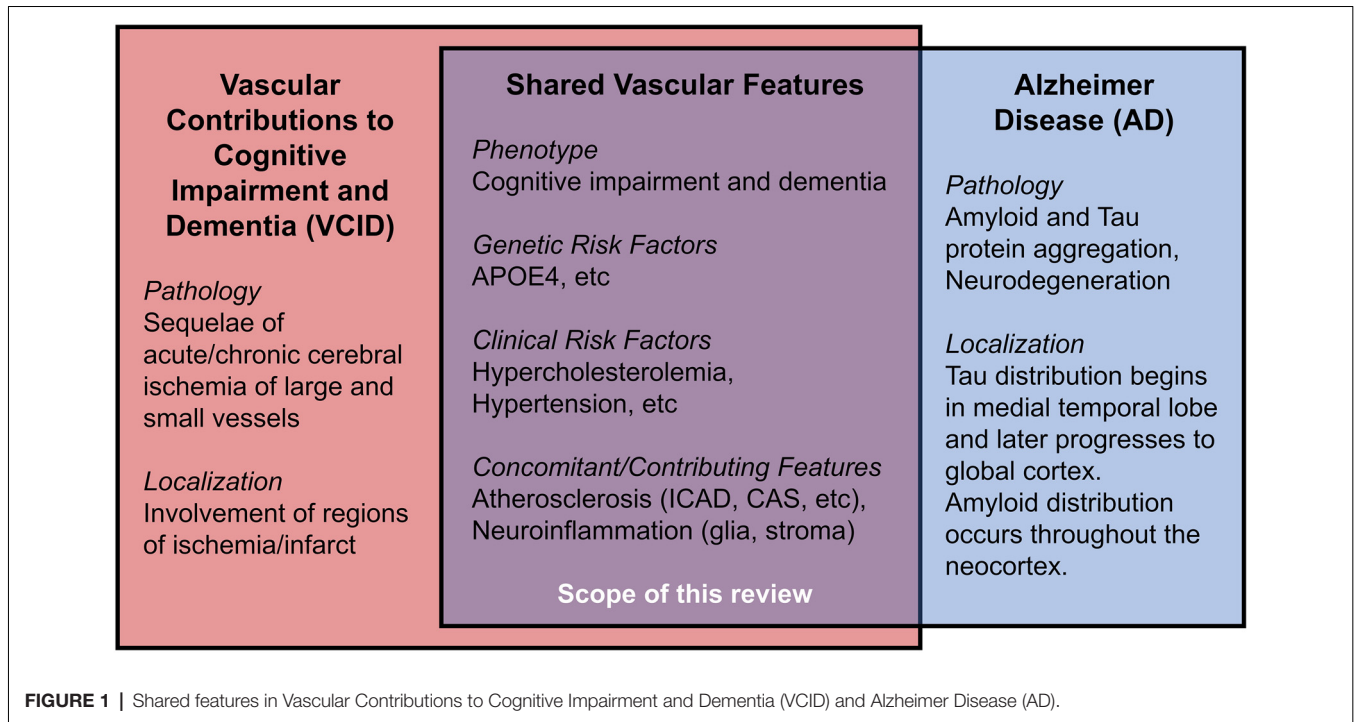 Vascular
Contributions to
Cognitive
Impairment and
Dementia (VCID)
Pathology
Sequelae of
acute/chronic cerebral
ischemia of large and
small vessels
Localization
Involvement of regions
of ischemia/infarct
Shared Vascular Features
Phenotype
Cognitive impairment and dementia
Genetic Risk Factors
APOE4, etc
Clinical Risk Factors
Hypercholesterolemia,
Hypertension, etc
Concomitant/Contributing Features
Atherosclerosis (ICAD, CAS, etc),
Neuroinflammation (glia, stroma)
Scope of this review
Alzheimer
Disease (AD)
Pathology
Amyloid and Tau
protein aggregation,
Neurodegeneration
Localization
Tau distribution begins
in medial temporal lobe
and later progresses to
global cortex.
Amyloid distribution
occurs throughout the
neocortex.
FIGURE 1 | Shared features in Vascular Contributions to Cognitive Impairment and Dementia (VCID) and Alzheimer Disease (AD).